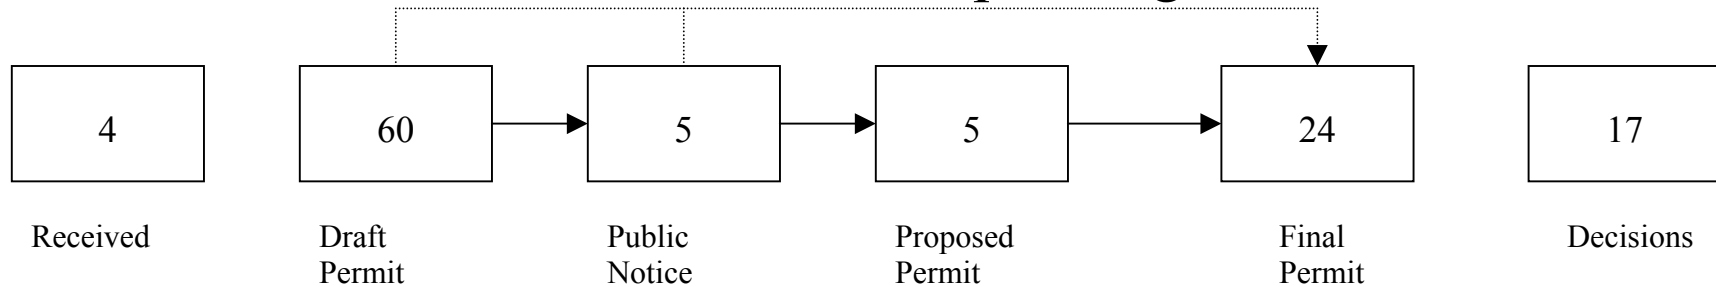 4
60
5
5
24
17
Received
Draft
Permit
Public
Notice
Proposed
Permit
Final
Permit
Decisions